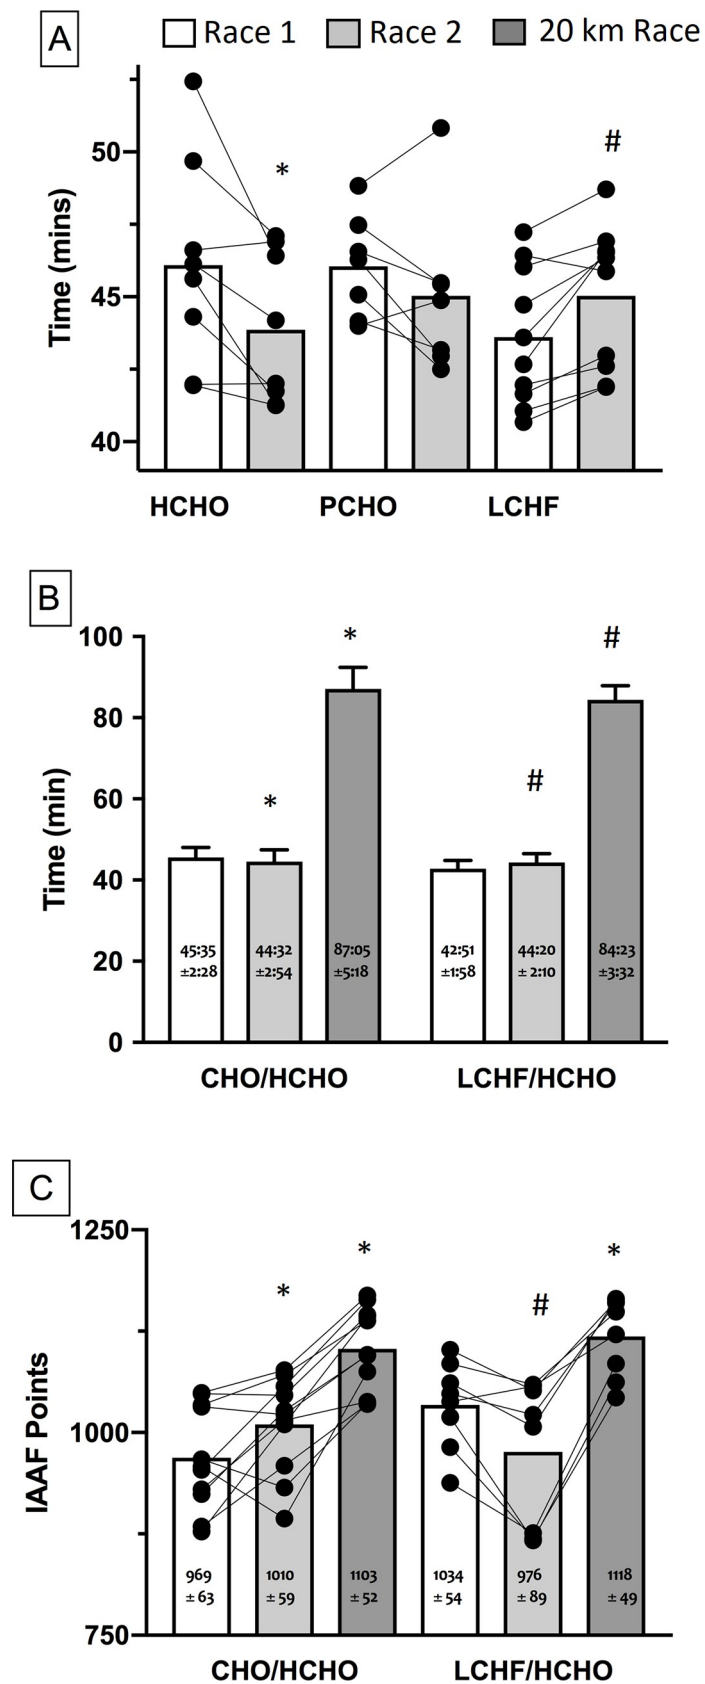 A
Race 1
Race 2
20 km Race
*
#
50
45
40
Time (mins)
HCHO
PCHO
LCHF
B
100
80
60
40
20
0
Time (min)
*
*
#
#
45:35
±2:28
44:32
±2:54
87:05
±5:18
42:51
±1:58
44:20
± 2:10
84:23
±3:32
CHO/HCHO
LCHF/HCHO
C
1250
1000
750
IAAF Points
*
*
#
*
969
± 63
1010
± 59
1103
± 52
1034
± 54
976
± 89
1118
± 49
CHO/HCHO
LCHF/HCHO